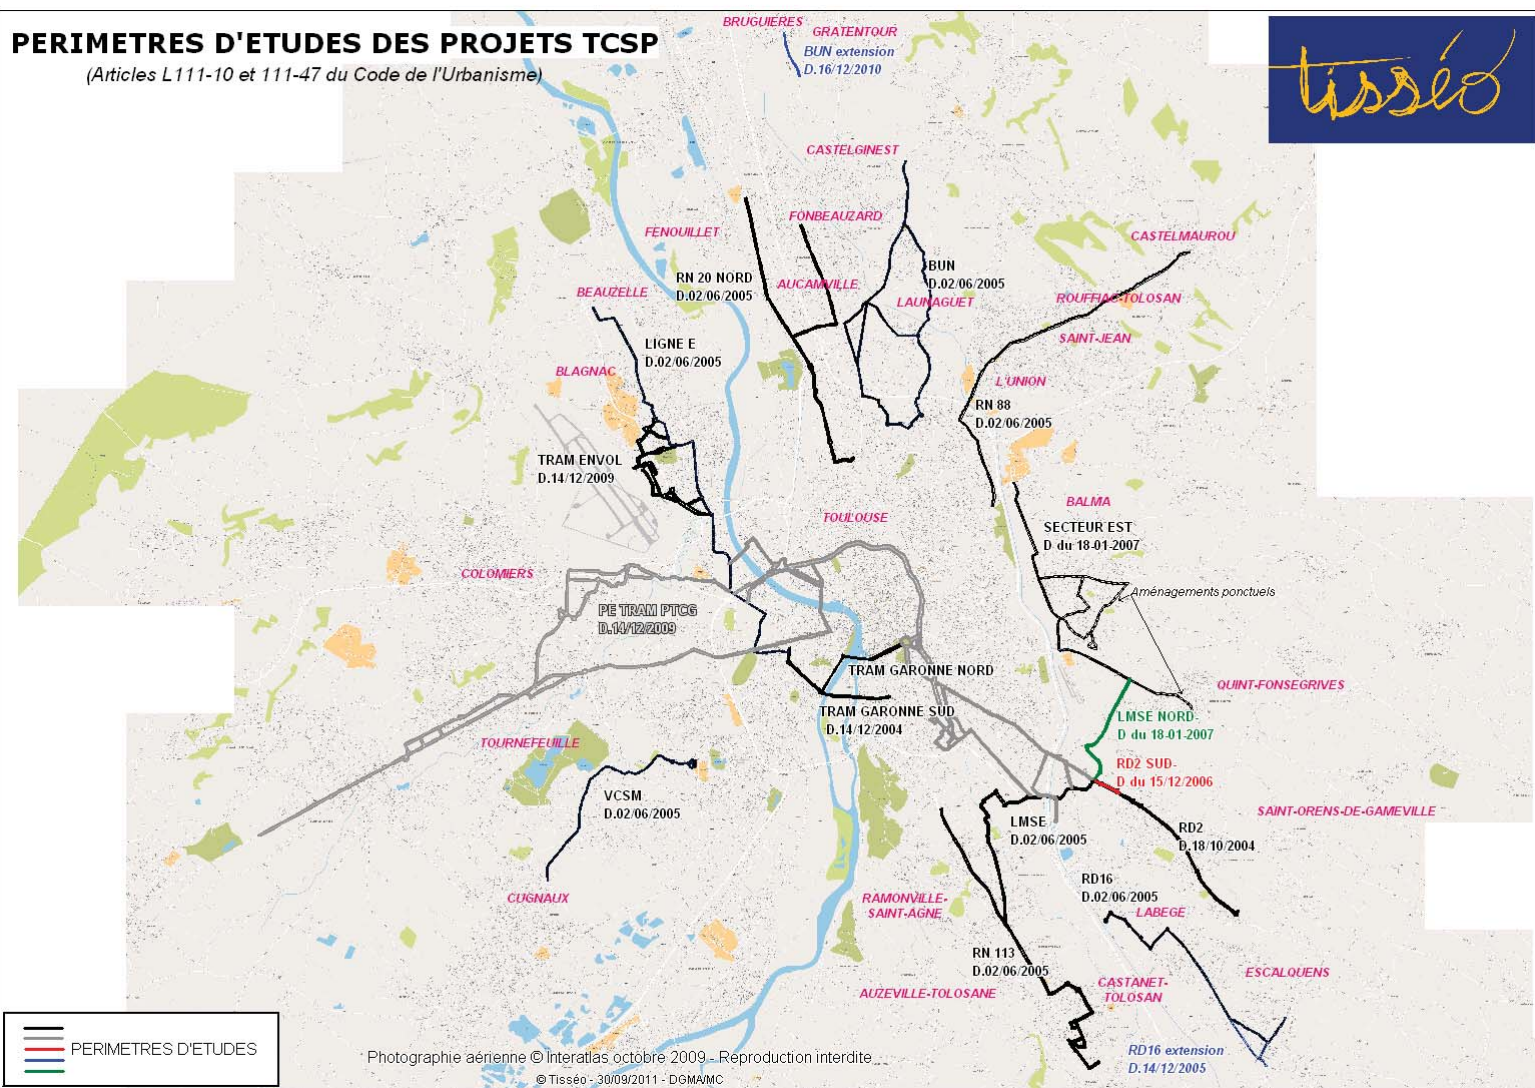 PERIMETRES D'ETUDES DES PROJETS TCSP
(Articles L111-10 et 111-47 du Code de l'Urbanisme)
tisséo
BRUGUIERES
GRATENTOUR
BUN extension
D.16/12/2010
CASTELGINEST
FONBEAUZARD
FENOUILLET
CASTELMAUROU
RN 20 NORD
D.02/06/2005
AUCAMVILLE
BUN
D.02/06/2005
LAUNAGUET
BEAUZELLE
ROUFFIAC-TOLOSAN
SAINT-JEAN
LIGNE E
D.02/06/2005
BLAGNAC
L'UNION
RN 88
D.02/06/2005
TRAM ENVOL
D.14/12/2009
BALMA
TOULOUSE
SECTEUR EST
D du 18-01-2007
COLOMIERS
Aménagements ponctuels
PE TRAM PTCG
D.14/12/2009
TRAM GARONNE NORD
QUINT-FONSEGRIVES
TRAM GARONNE SUD
D.14/12/2004
LMSE NORD-
D du 18-01-2007
TOURNEFEUILLE
RD2 SUD-
D du 15/12/2006
VCSM
D.02/06/2005
SAINT-ORENS-DE-GAMEVILLE
LMSE
D.02/06/2005
RD2
D.18/10/2004
RD16
D.02/06/2005
CUGNAUX
RAMONVILLE-
SAINT-AGNE
LABEGE
RN 113
D.02/06/2005
ESCALQUENS
AUZEVILLE-TOLOSANE
CASTANET-
TOLOSAN
RD16 extension
D.14/12/2005
PERIMETRES D'ETUDES
Photographie aérienne © Interatlas octobre 2009 - Reproduction interdite
© Tisséo - 30/09/2011 - DGMA/MC